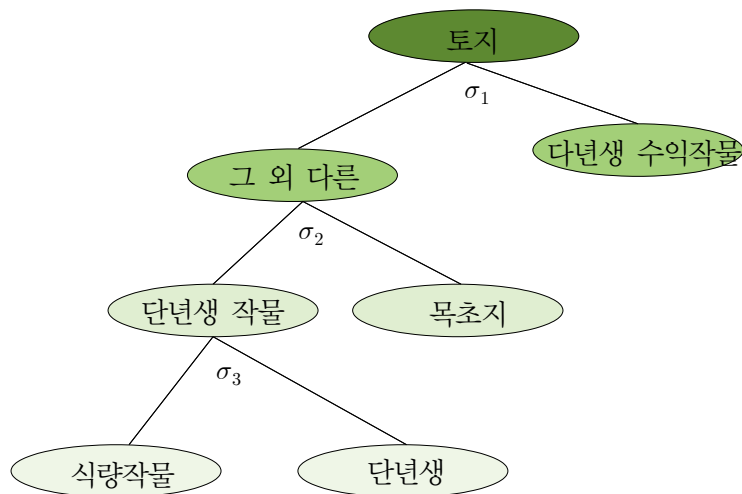 토지
σ₁
다년생 수익작물
그 외 다른
σ₂
단년생 작물
목초지
σ₃
식량작물
단년생